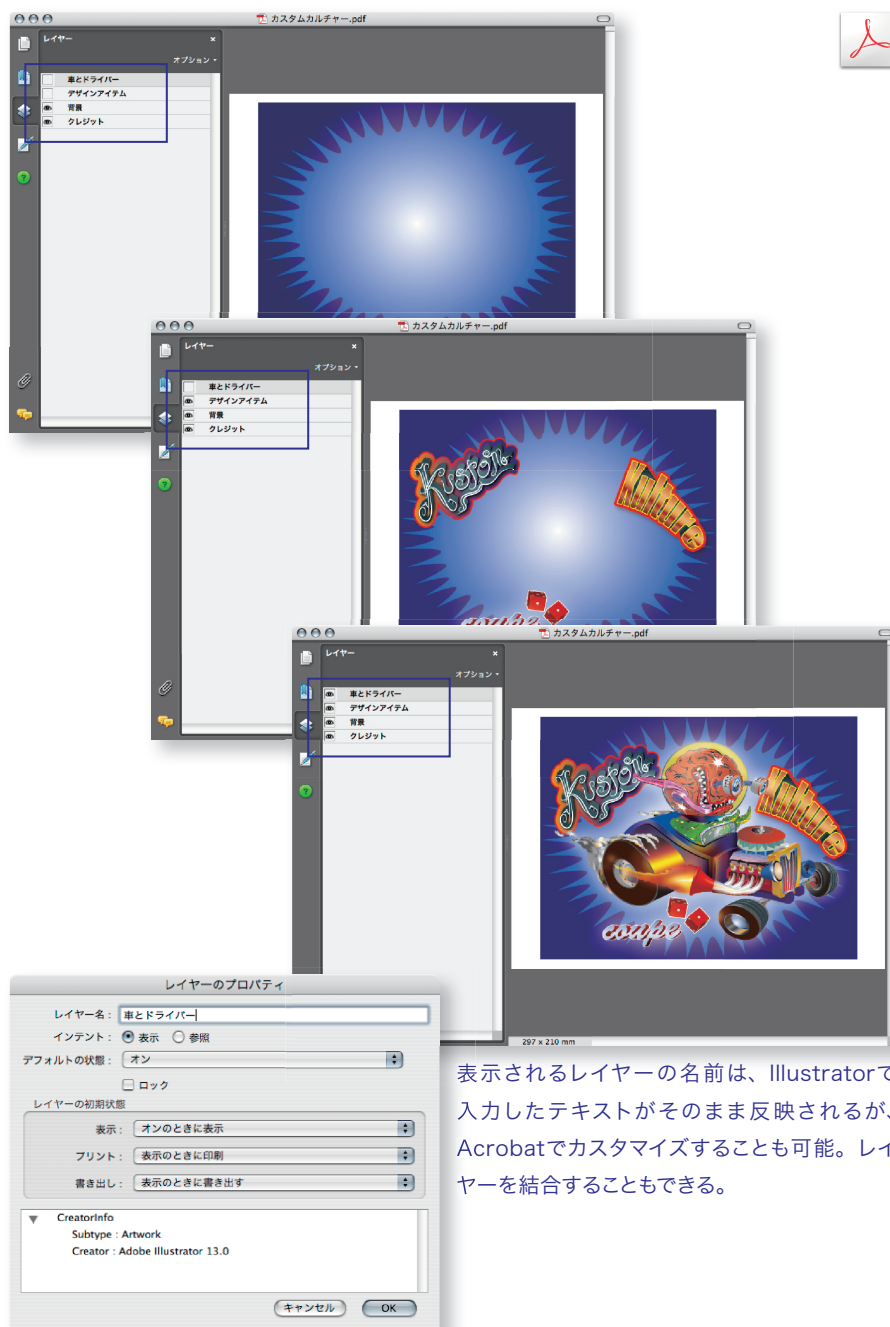 カスタムカルチャー.pdf
レイヤー
オプション
車とドライバー
デザインアイテム
背景
クレジット
カスタムカルチャー.pdf
レイヤー
オプション
車とドライバー
デザインアイテム
背景
クレジット
Kustom
Kulture
coupe
カスタムカルチャー.pdf
レイヤー
オプション
車とドライバー
デザインアイテム
背景
クレジット
Kustom
Kulture
coupe
297 x 210 mm
レイヤーのプロパティ
レイヤー名 : 車とドライバー
インテント : 表示 参照
デフォルトの状態 : オン
ロック
レイヤーの初期状態
表示 : オンのときに表示
プリント : 表示のときに印刷
書き出し : 表示のときに書き出す
CreatorInfo
Subtype : Artwork
Creator : Adobe Illustrator 13.0
キャンセル OK
表示されるレイヤーの名前は、Illustratorで
入力したテキストがそのまま反映されるが、
Acrobatでカスタマイズすることも可能。レイ
ヤーを結合することもできる。